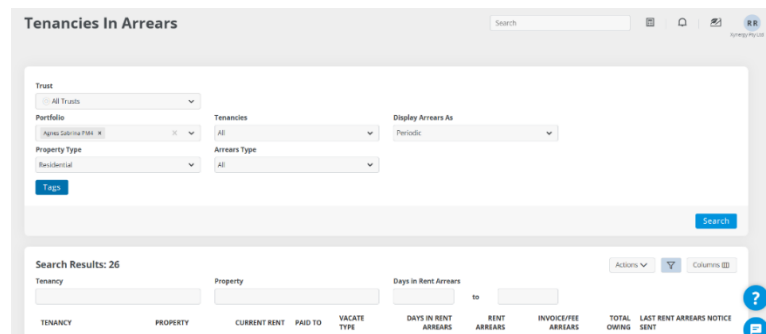 Tenancies In Arrears
Search
RR
Synergy Pty Ltd
Trust
All Trusts
Portfolio
Tenancies
Display Arrears As
Agnes Sabrina PM4 ×
All
Periodic
Property Type
Arrears Type
Residential
All
Tags
Search
Search Results: 26
Actions
Columns
Tenancy
Property
Days in Rent Arrears
to
?
TENANCY PROPERTY CURRENT RENT PAID TO VACATE TYPE DAYS IN RENT ARREARS RENT ARREARS INVOICE/FEE ARREARS TOTAL OWING LAST RENT ARREARS NOTICE SENT